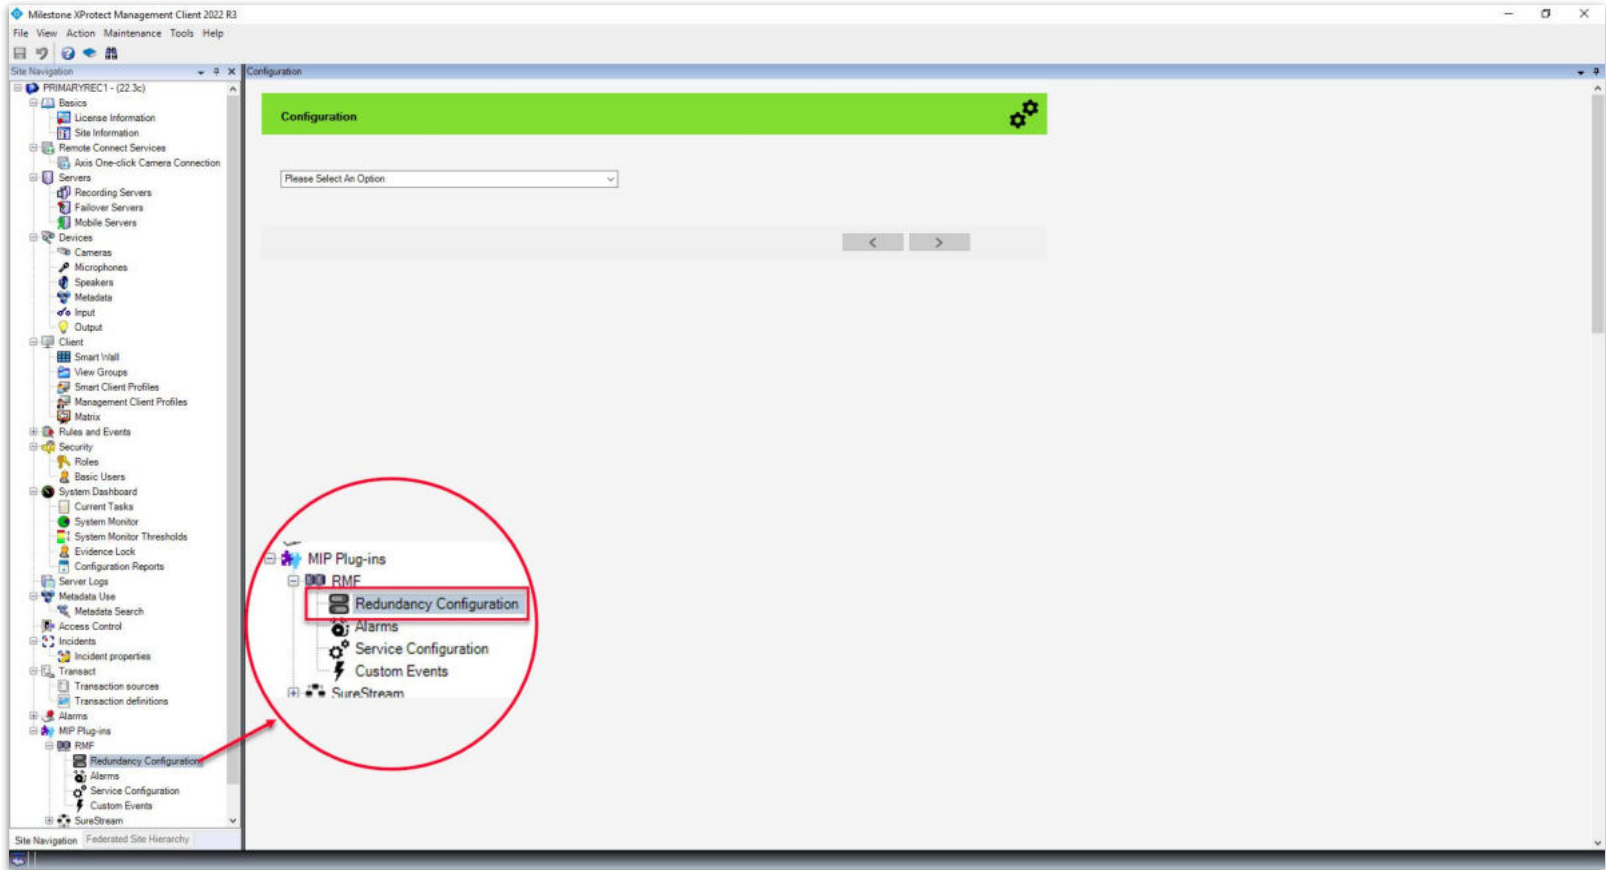 Milestone XProtect Management Client 2022 R3
File View Action Maintenance Tools Help
Site Navigation
PRIMARYREC1 - (22.3c)
Basics
License Information
Site Information
Remote Connect Services
Axis One-click Camera Connection
Servers
Recording Servers
Failover Servers
Mobile Servers
Devices
Cameras
Microphones
Speakers
Metadata
Input
Output
Client
Smart Wall
View Groups
Smart Client Profiles
Management Client Profiles
Matrix
Rules and Events
Security
Roles
Basic Users
System Dashboard
Current Tasks
System Monitor
System Monitor Thresholds
Evidence Lock
Configuration Reports
Server Logs
Metadata Use
Metadata Search
Access Control
Incidents
Incident properties
Transact
Transaction sources
Transaction definitions
Alarms
MIP Plug-ins
RMF
Redundancy Configuration
Alarms
Service Configuration
Custom Events
SureStream
Site Navigation Federated Site Hierarchy
Configuration
Configuration
Please Select An Option
< >
MIP Plug-ins
RMF
Redundancy Configuration
Alarms
Service Configuration
Custom Events
SureStream